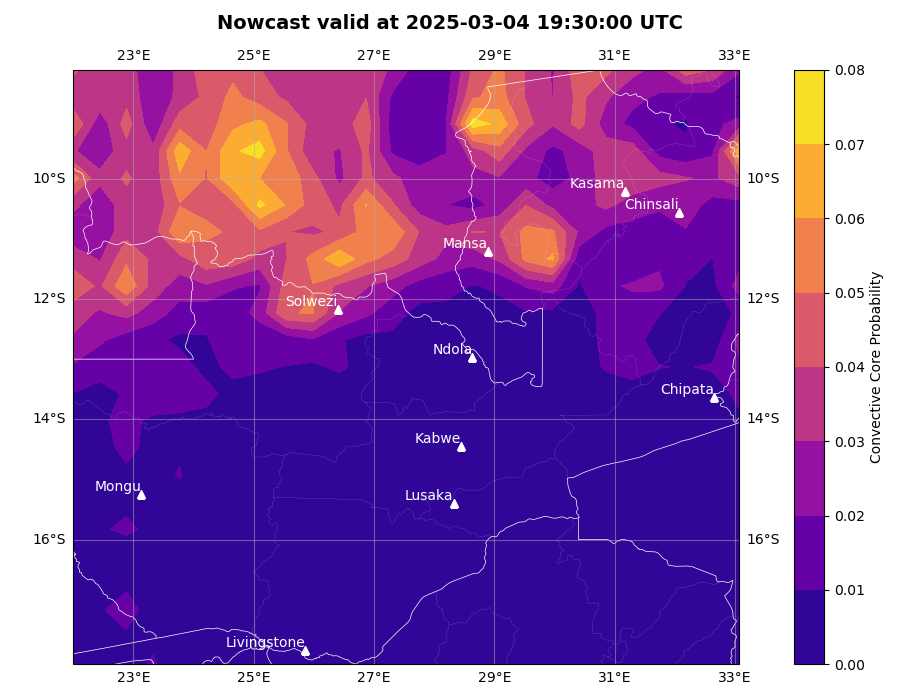 Nowcast valid at 2025-03-04 19:30:00 UTC
23°E 25°E 27°E 29°E 31°E 33°E
0.08
0.07
10°S Kasama 10°S
Chinsali
0.06
Mansa
0.05
12°S Solwezi 12°S
Ndola
0.04
Chipata
14°S 14°S
Kabwe
0.03
Mongu
Lusaka
0.02
16°S 16°S
0.01
Livingstone
0.00
23°E 25°E 27°E 29°E 31°E 33°E
Convective Core Probability